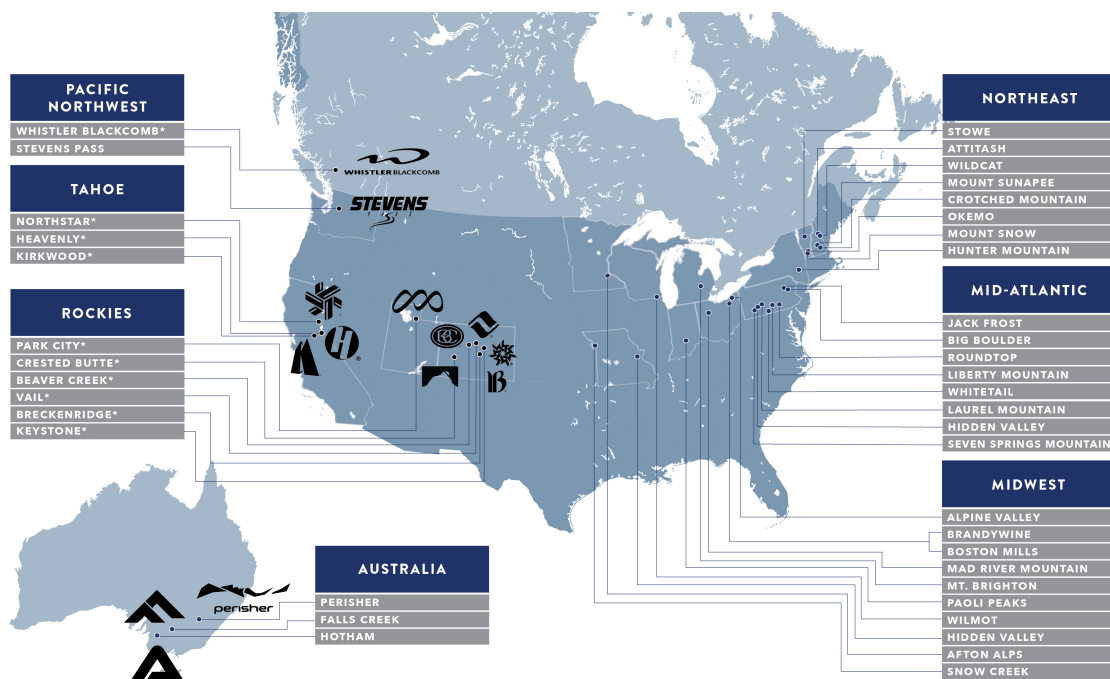 PACIFIC
NORTHWEST
WHISTLER BLACKCOMB*
STEVENS PASS
TAHOE
NORTHSTAR*
HEAVENLY*
KIRKWOOD*
ROCKIES
PARK CITY*
CRESTED BUTTE*
BEAVER CREEK*
VAIL*
BRECKENRIDGE*
KEYSTONE*
WHISTLER BLACKCOMB
STEVENS
PASS
H
®
B
perisher
AUSTRALIA
PERISHER
FALLS CREEK
HOTHAM
NORTHEAST
STOWE
ATTITASH
WILDCAT
MOUNT SUNAPEE
CROTCHED MOUNTAIN
OKEMO
MOUNT SNOW
HUNTER MOUNTAIN
MID-ATLANTIC
JACK FROST
BIG BOULDER
ROUNDTOP
LIBERTY MOUNTAIN
WHITETAIL
LAUREL MOUNTAIN
HIDDEN VALLEY
SEVEN SPRINGS MOUNTAIN
MIDWEST
ALPINE VALLEY
BRANDYWINE
BOSTON MILLS
MAD RIVER MOUNTAIN
MT. BRIGHTON
PAOLI PEAKS
WILMOT
HIDDEN VALLEY
AFTON ALPS
SNOW CREEK